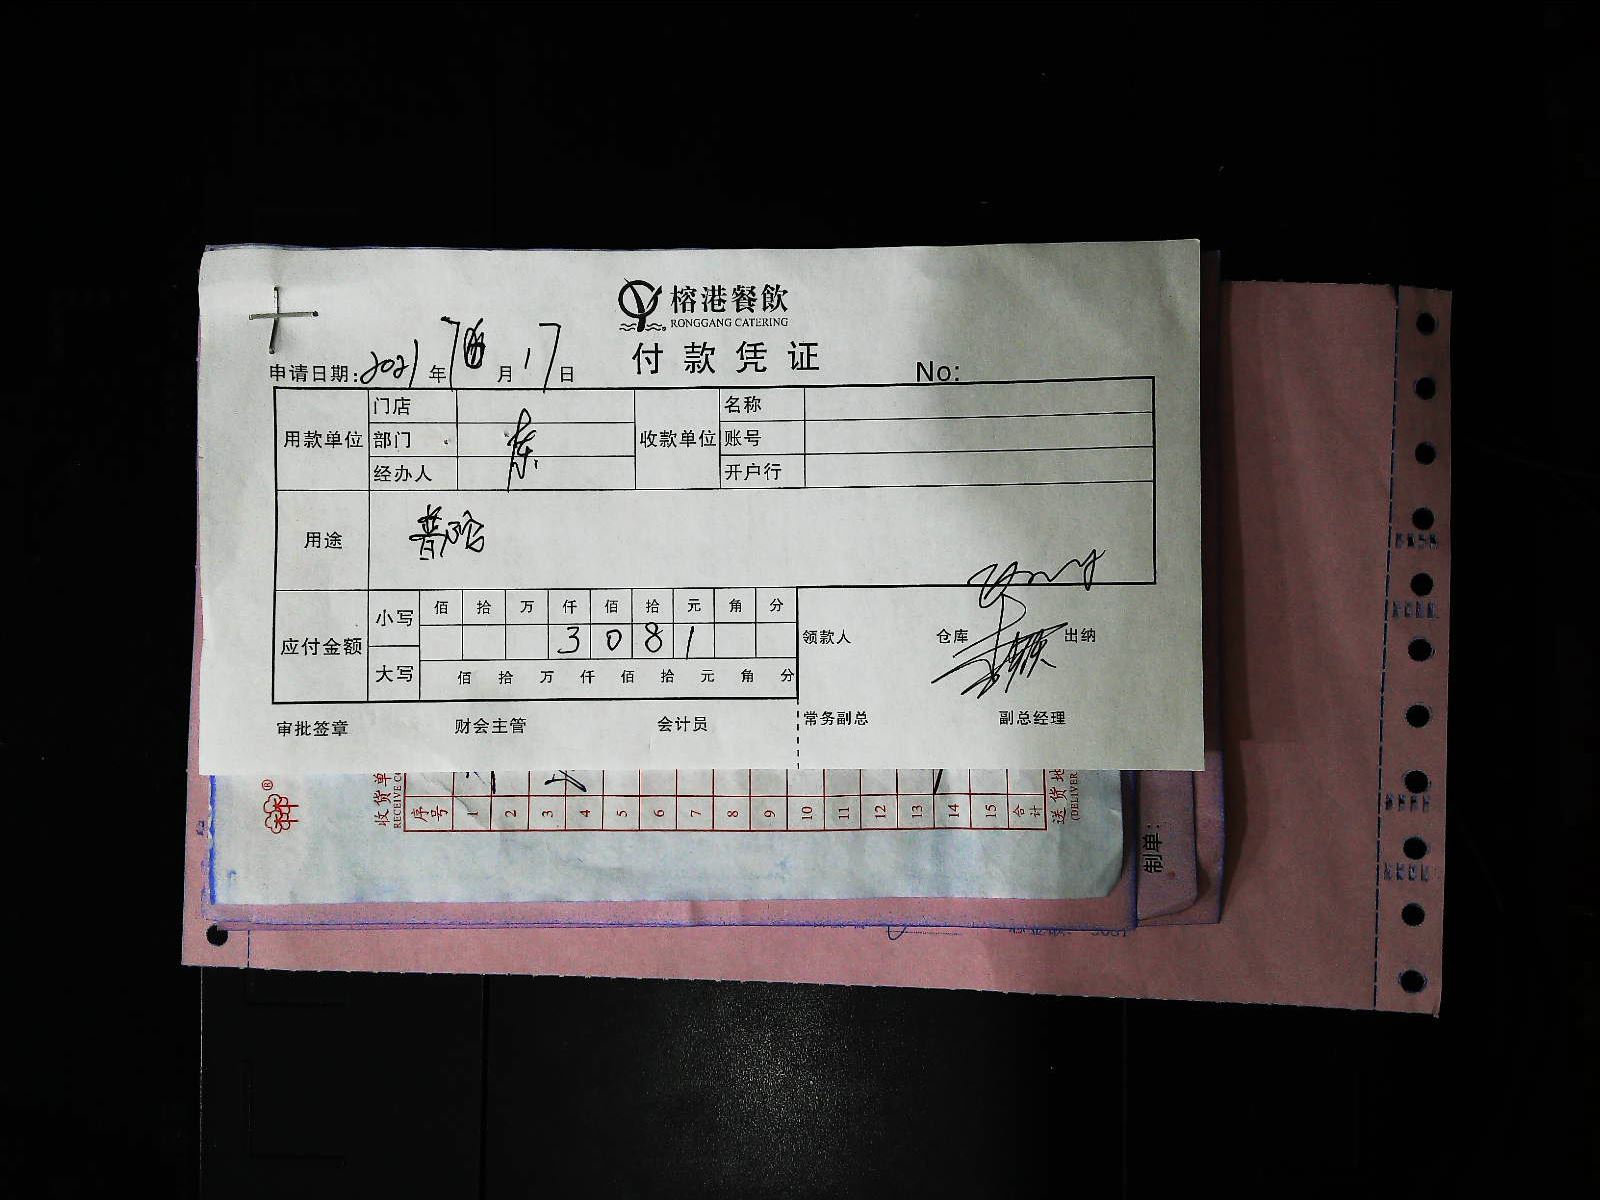 榕港餐飲
RONGGANG CATERING
付款凭证
申请日期:2021年7月17日 No:
用款单位 门店 收款单位 名称
部门 东 账号
经办人 开户行
用途 普陀
应付金额 小写 佰 拾 万 仟 佰 拾 元 角 分
3 0 8 1
大写 佰 拾 万 仟 佰 拾 元 角 分
领款人 仓库 出纳
审批签章 财会主管 会计员 常务副总 副总经理
®
收货单
序号 1 2 3 4 5 6 7 8 9 10 11 12 13 14 15 合计
送货地
(DELIVER
制单: